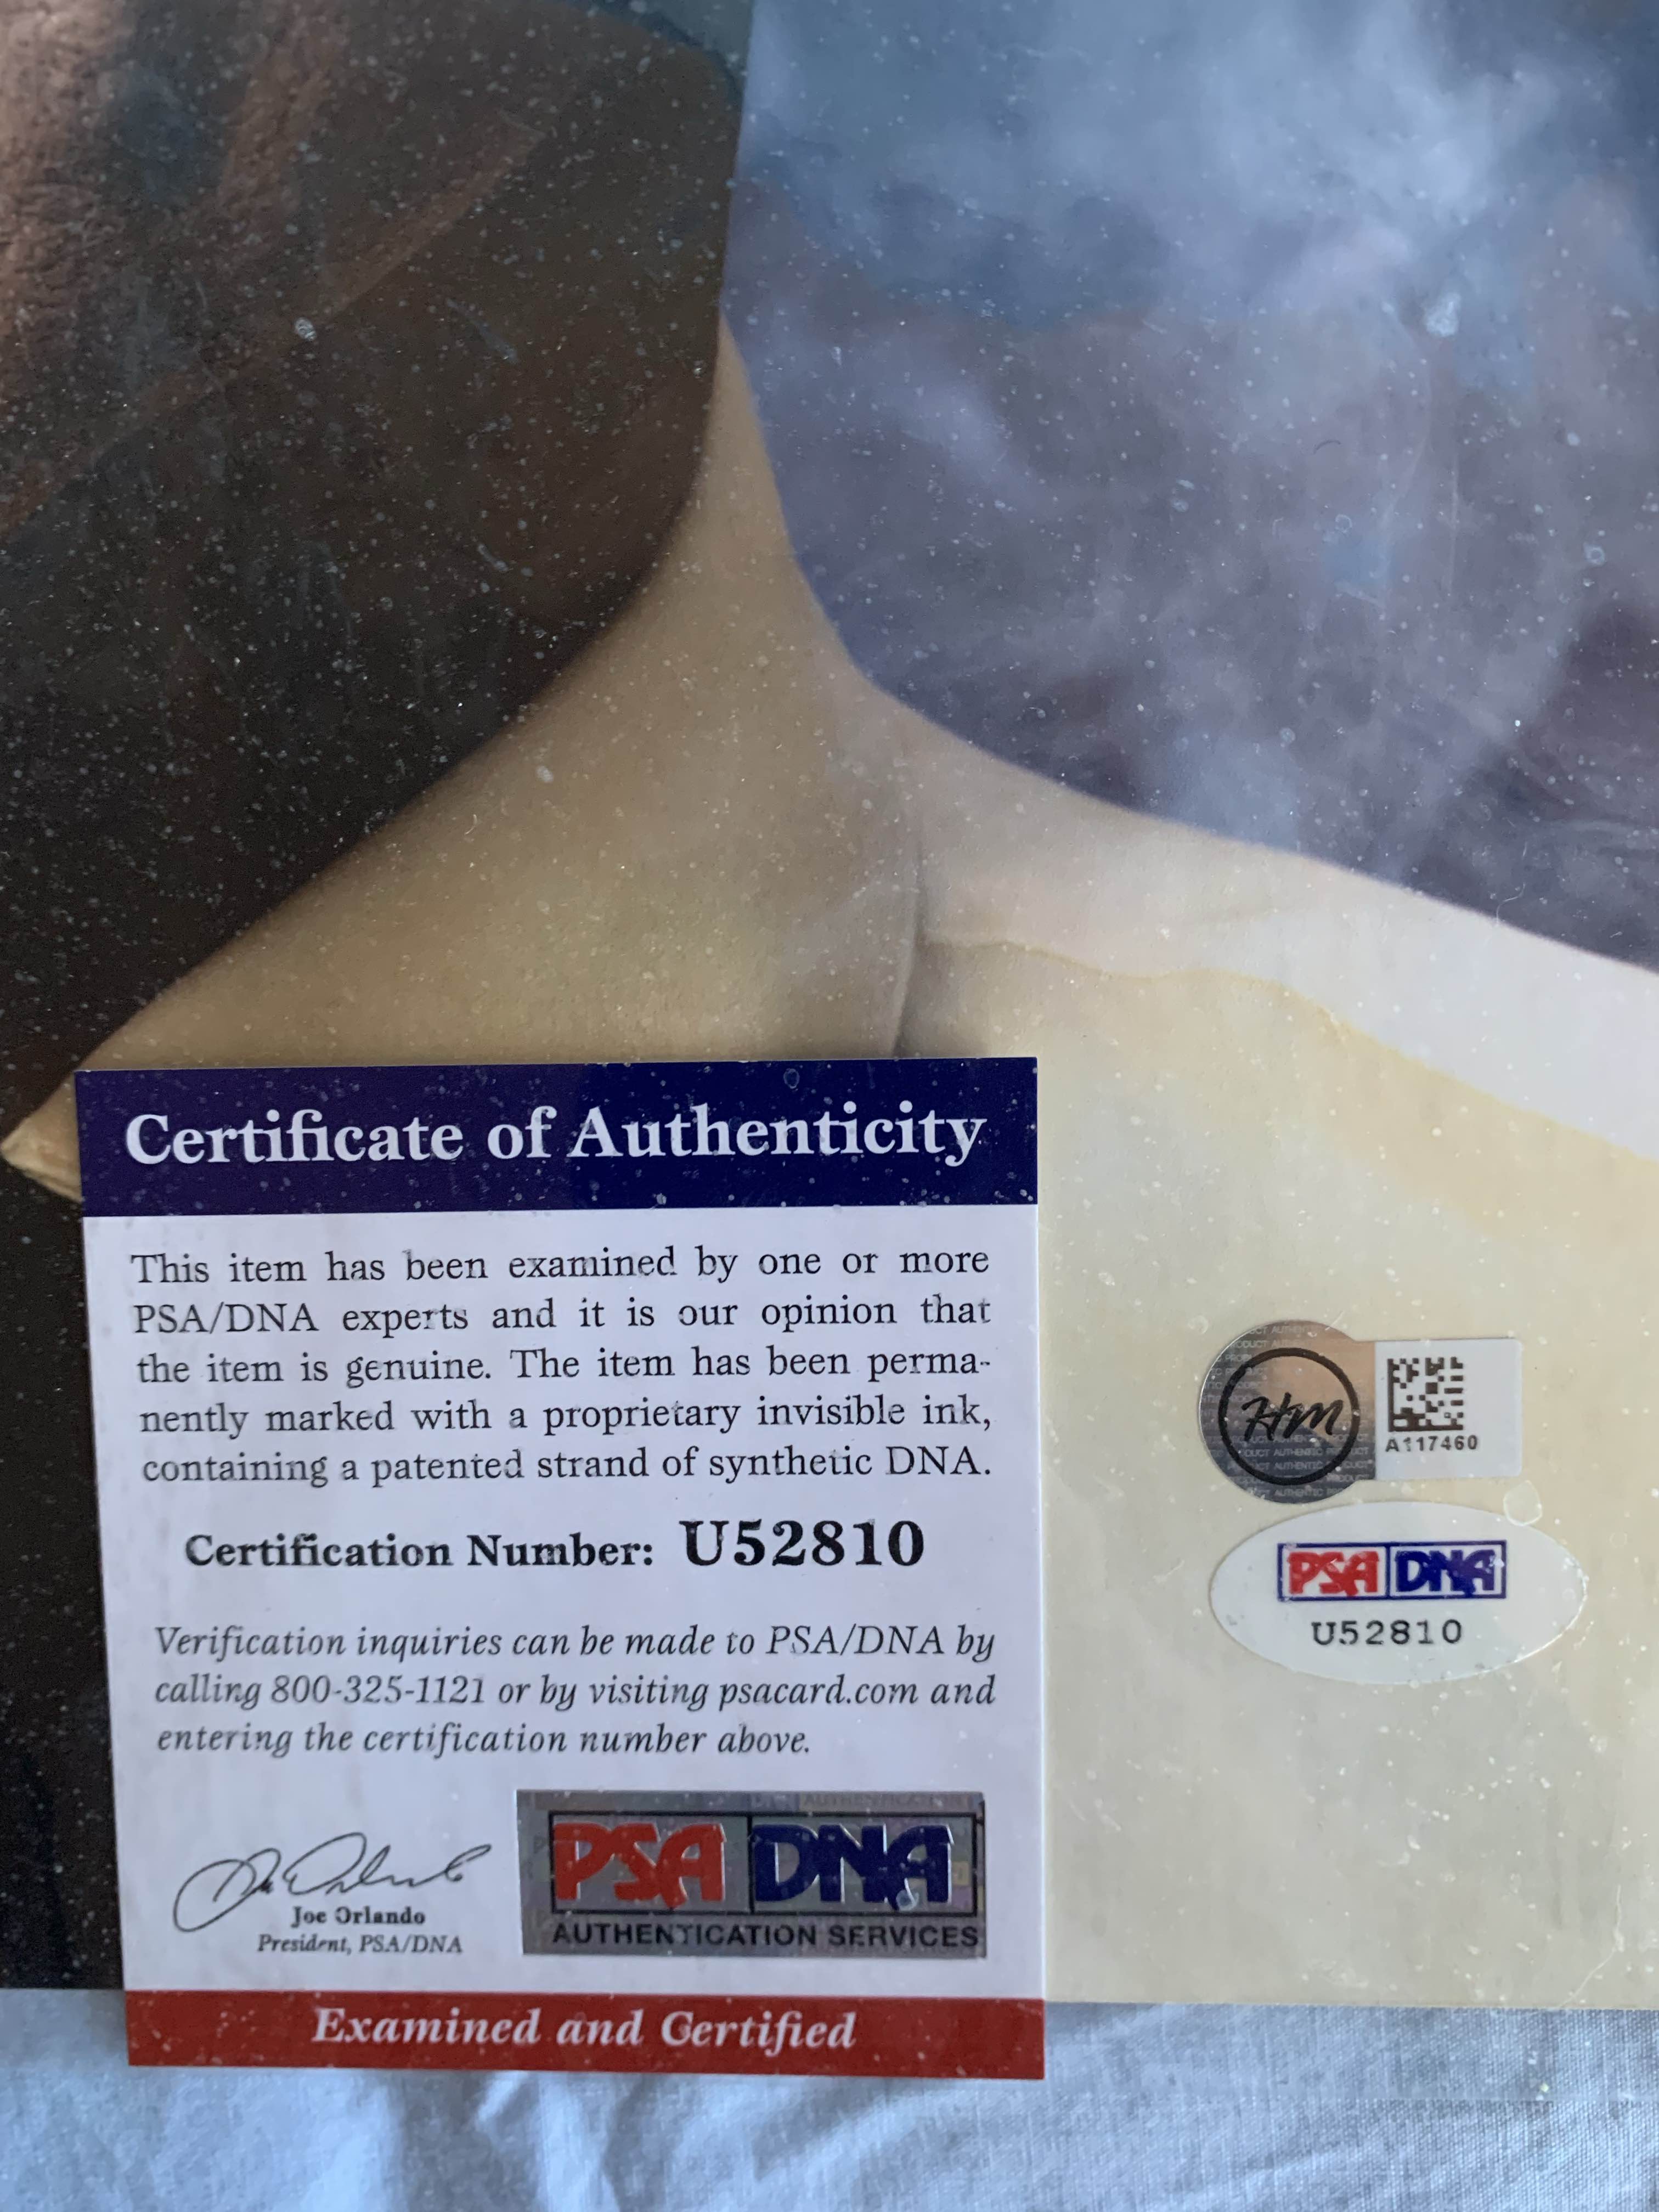 Certificate of Authenticity
This item has been examined by one or more
PSA/DNA experts and it is our opinion that
the item is genuine. The item has been perma-
nently marked with a proprietary invisible ink,
containing a patented strand of synthetic DNA.
Certification Number: U52810
Verification inquiries can be made to PSA/DNA by
calling 800-325-1121 or by visiting psacard.com and
entering the certification number above.
Joe Orlando
President, PSA/DNA
PSA DNA
AUTHENTICATION SERVICES
Examined and Certified
HM
A117460
PSA DNA
U52810